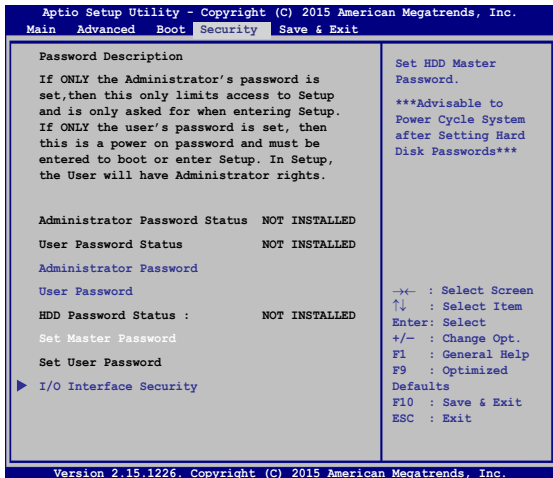 Aptio Setup Utility - Copyright (C) 2015 American Megatrends, Inc.
Main Advanced Boot Security Save & Exit
Password Description
If ONLY the Administrator's password is
set,then this only limits access to Setup
and is only asked for when entering Setup.
If ONLY the user's password is set, then
this is a power on password and must be
entered to boot or enter Setup. In Setup,
the User will have Administrator rights.
Administrator Password Status NOT INSTALLED
User Password Status NOT INSTALLED
Administrator Password
User Password
HDD Password Status : NOT INSTALLED
Set Master Password
Set User Password
I/O Interface Security
Set HDD Master
Password.
***Advisable to
Power Cycle System
after Setting Hard
Disk Passwords***
→← : Select Screen
↑↓ : Select Item
Enter: Select
+/— : Change Opt.
F1 : General Help
F9 : Optimized
Defaults
F10 : Save & Exit
ESC : Exit
Version 2.15.1226. Copyright (C) 2015 American Megatrends, Inc.